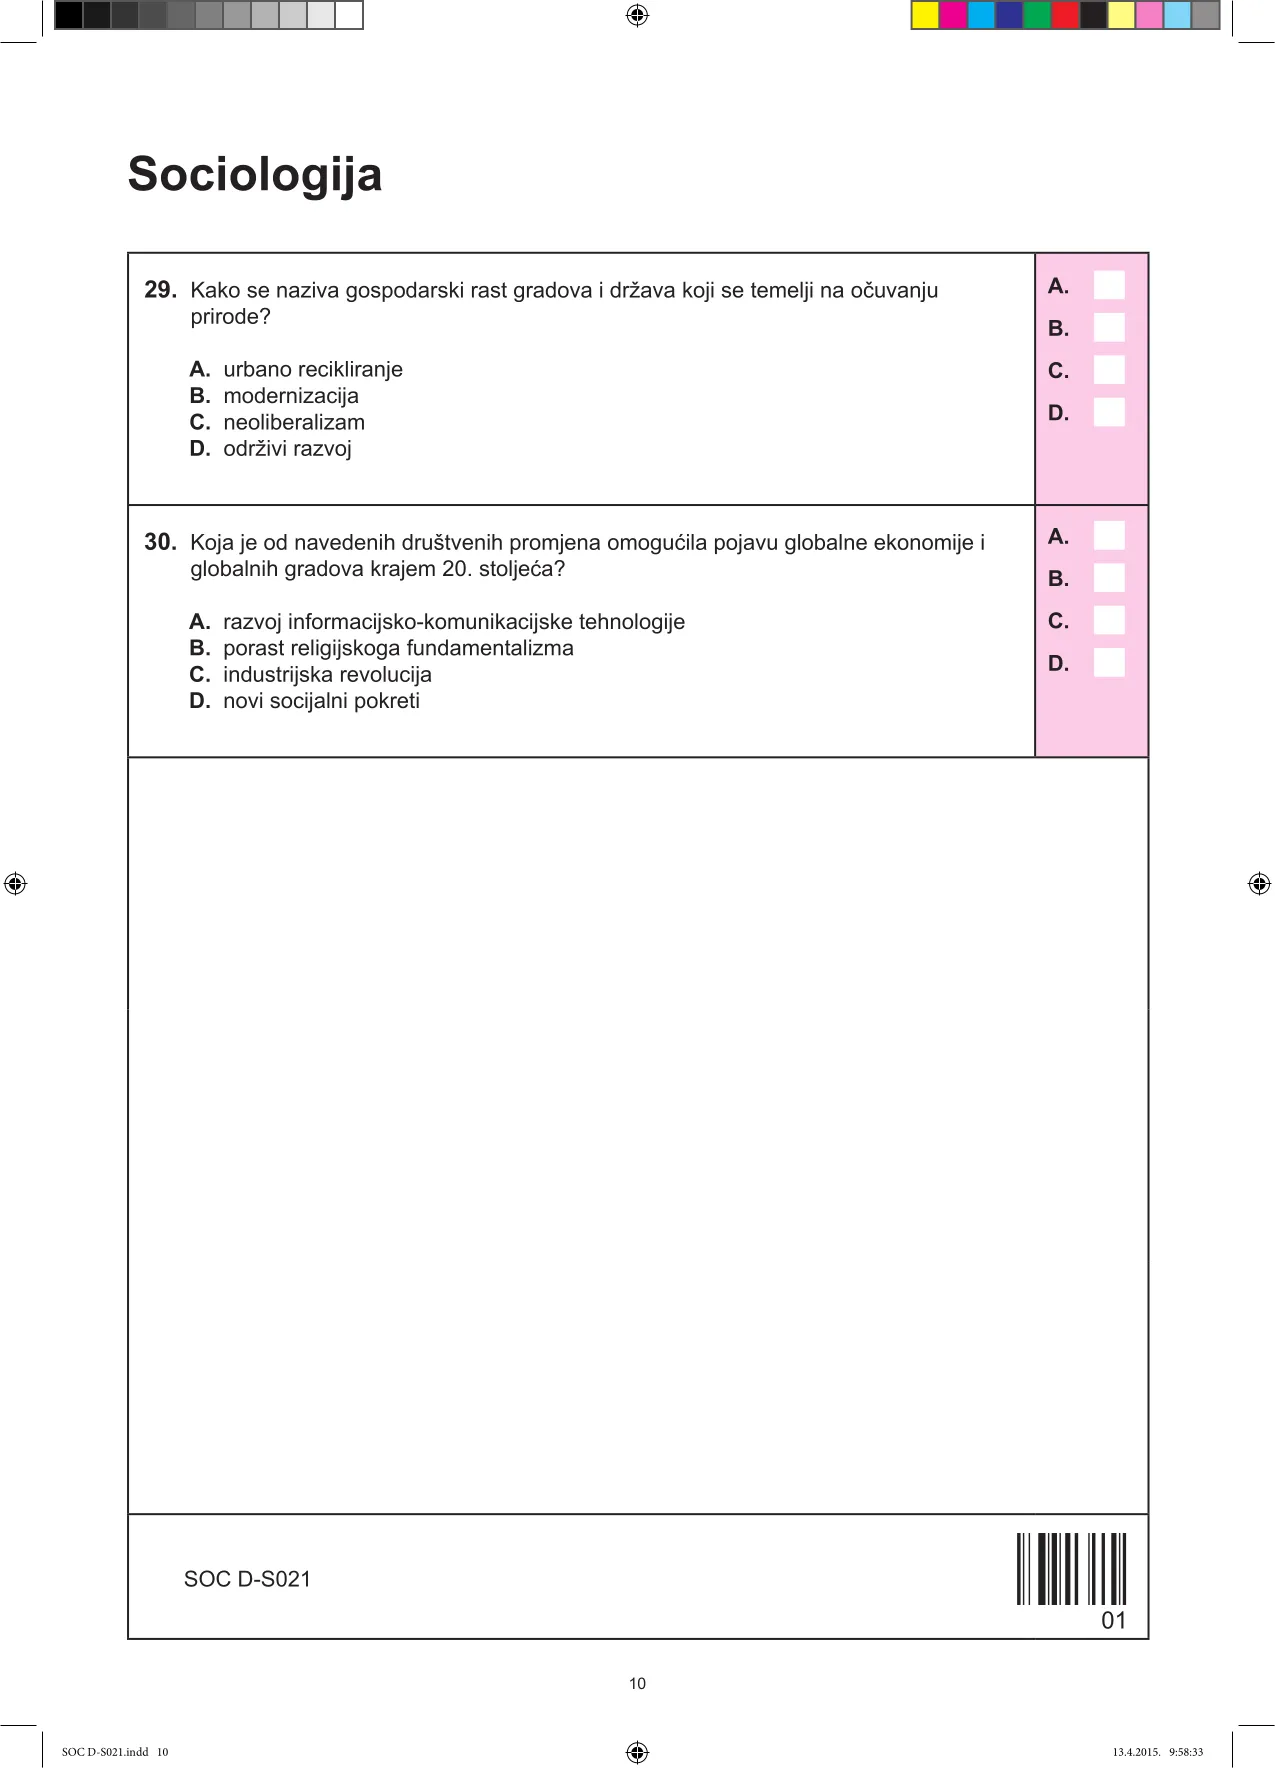 Sociologija
29. Kako se naziva gospodarski rast gradova i država koji se temelji na očuvanju
prirode?
A. urbano recikliranje
B. modernizacija
C. neoliberalizam
D. održivi razvoj
A.
B.
C.
D.
30. Koja je od navedenih društvenih promjena omogućila pojavu globalne ekonomije i
globalnih gradova krajem 20. stoljeća?
A. razvoj informacijsko-komunikacijske tehnologije
B. porast religijskoga fundamentalizma
C. industrijska revolucija
D. novi socijalni pokreti
A.
B.
C.
D.
SOC D-S021
01
10
SOC D-S021.indd 10
13.4.2015. 9:58:33